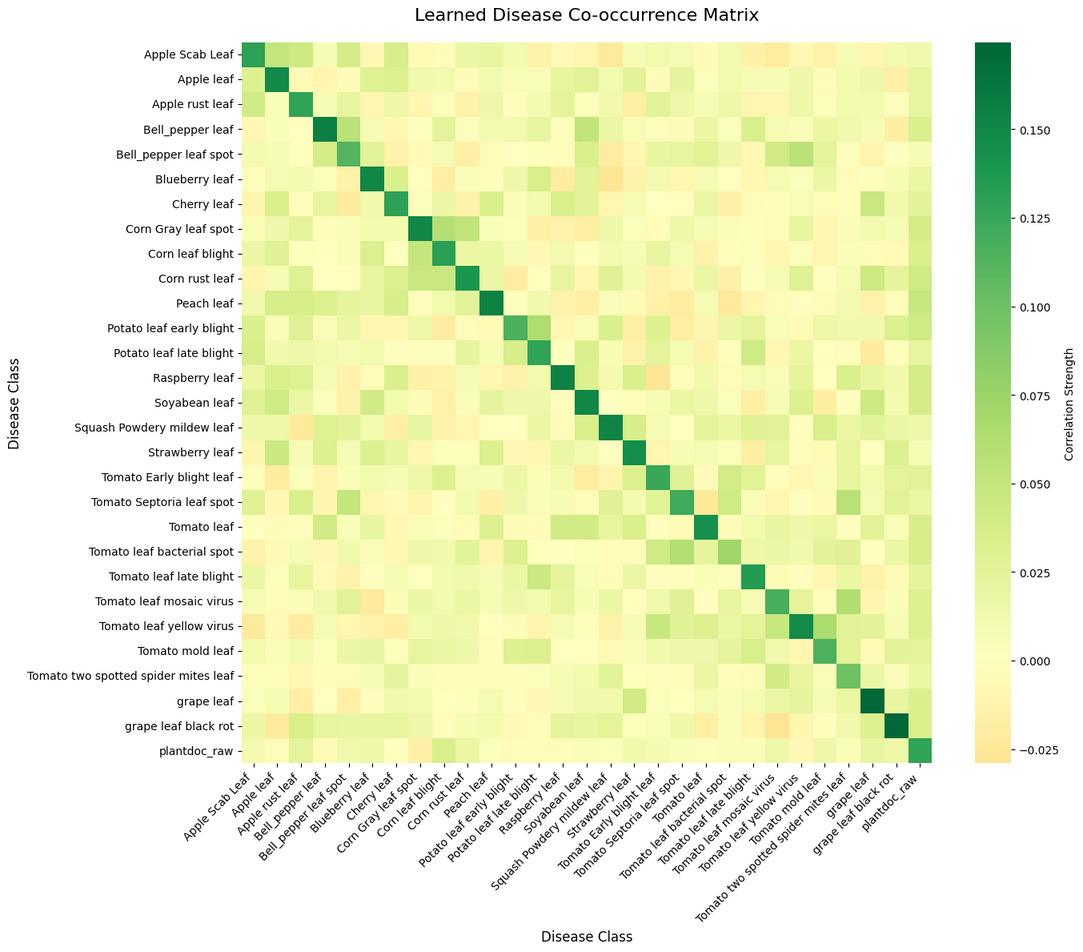 Learned Disease Co-occurrence Matrix
Disease Class
Apple Scab Leaf
Apple leaf
Apple rust leaf
Bell_pepper leaf
Bell_pepper leaf spot
Blueberry leaf
Cherry leaf
Corn Gray leaf spot
Corn leaf blight
Corn rust leaf
Peach leaf
Potato leaf early blight
Potato leaf late blight
Raspberry leaf
Soyabean leaf
Squash Powdery mildew leaf
Strawberry leaf
Tomato Early blight leaf
Tomato Septoria leaf spot
Tomato leaf
Tomato leaf bacterial spot
Tomato leaf late blight
Tomato leaf mosaic virus
Tomato leaf yellow virus
Tomato mold leaf
Tomato two spotted spider mites leaf
grape leaf
grape leaf black rot
plantdoc_raw
Apple Scab Leaf
Apple leaf
Apple rust leaf
Bell_pepper leaf
Bell_pepper leaf spot
Blueberry leaf
Cherry leaf
Corn Gray leaf spot
Corn leaf blight
Corn rust leaf
Peach leaf
Potato leaf early blight
Potato leaf late blight
Raspberry leaf
Soyabean leaf
Squash Powdery mildew leaf
Strawberry leaf
Tomato Early blight leaf
Tomato Septoria leaf spot
Tomato leaf
Tomato leaf bacterial spot
Tomato leaf late blight
Tomato leaf mosaic virus
Tomato leaf yellow virus
Tomato mold leaf
Tomato two spotted spider mites leaf
grape leaf
grape leaf black rot
plantdoc_raw
Disease Class
0.150
0.125
0.100
0.075
0.050
0.025
0.000
−0.025
Correlation Strength